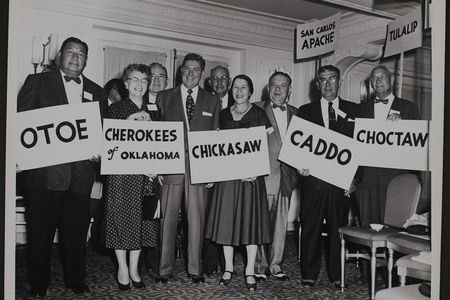 SAN CARLOS
APACHE
TULALIP
OTOE
CHEROKEES
of OKLAHOMA
CHICKASAW
CADDO
CHOCTAW